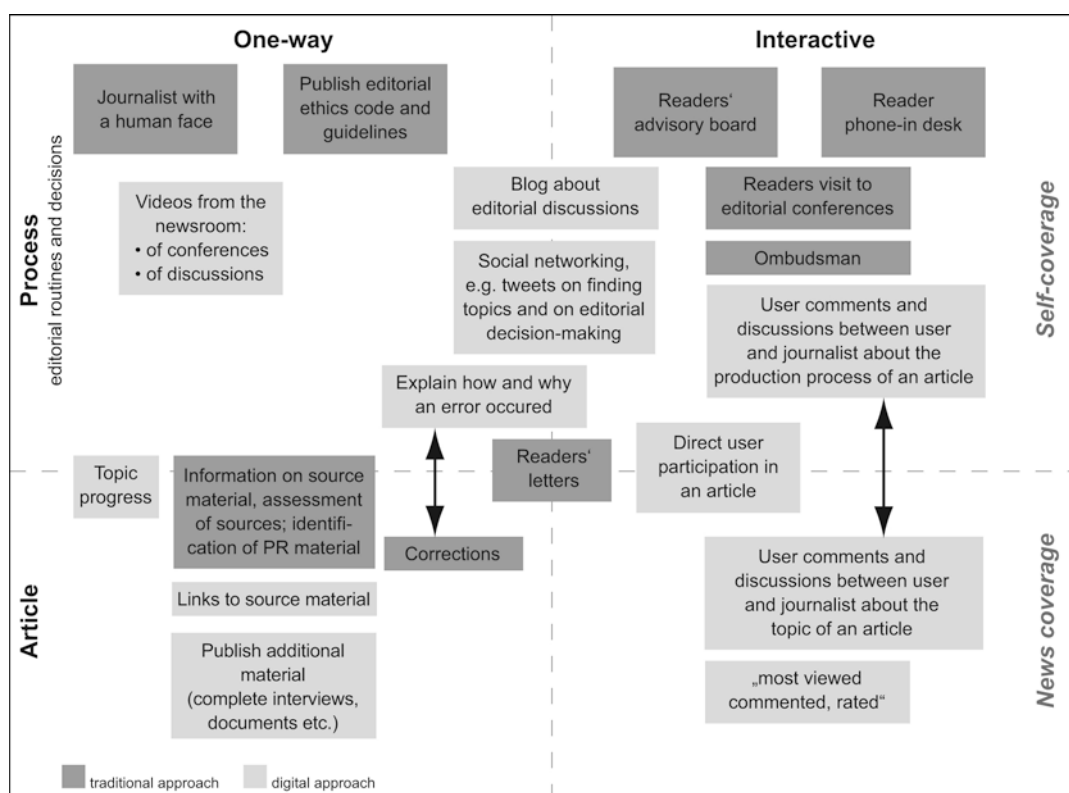 One-way
Interactive
Journalist with
a human face
Publish editorial
ethics code and
guidelines
Readers‘
advisory board
Reader
phone-in desk
Process
editorial routines and decisions
Self-coverage
Videos from the
newsroom:
• of conferences
• of discussions
Blog about
editorial discussions
Readers visit to
editorial conferences
Social networking,
e.g. tweets on finding
topics and on editorial
decision-making
Ombudsman
User comments and
discussions between user
and journalist about the
production process of an article
Explain how and why
an error occured
Topic
progress
Information on source
material, assessment
of sources; identifi-
cation of PR material
Readers‘
letters
Direct user
participation in
an article
Corrections
Article
News coverage
Links to source material
User comments and
discussions between user
and journalist about the
topic of an article
Publish additional
material
(complete interviews,
documents etc.)
„most viewed
commented, rated“
traditional approach
digital approach